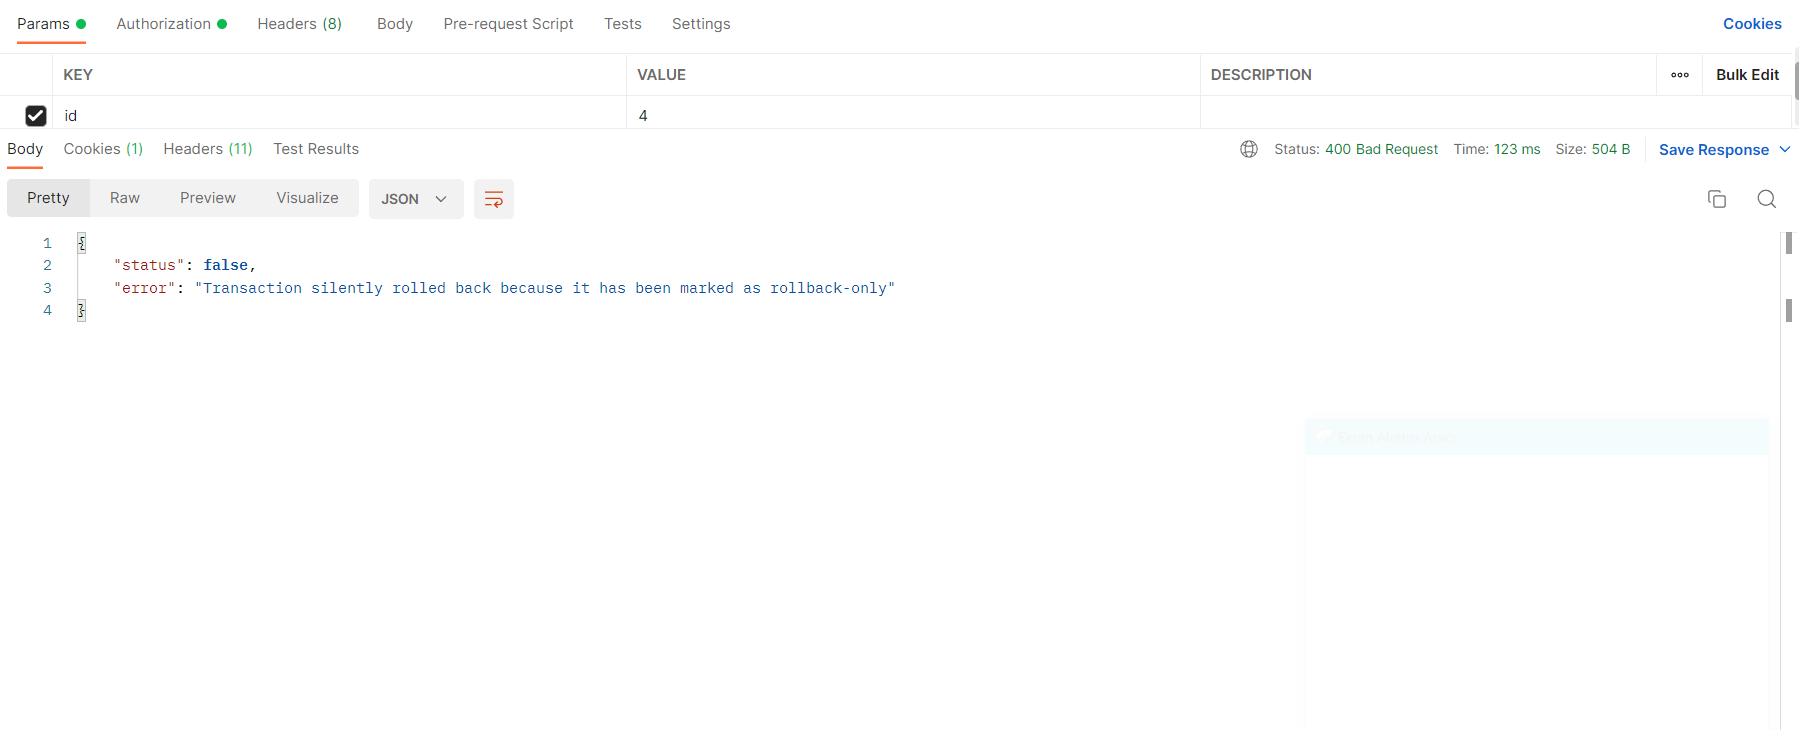 Params Authorization Headers (8) Body Pre-request Script Tests Settings Cookies
KEY VALUE DESCRIPTION Bulk Edit
id 4
Body Cookies (1) Headers (11) Test Results Status: 400 Bad Request Time: 123 ms Size: 504 B Save Response
Pretty Raw Preview Visualize JSON
1 {
2 "status": false,
3 "error": "Transaction silently rolled back because it has been marked as rollback-only"
4 }